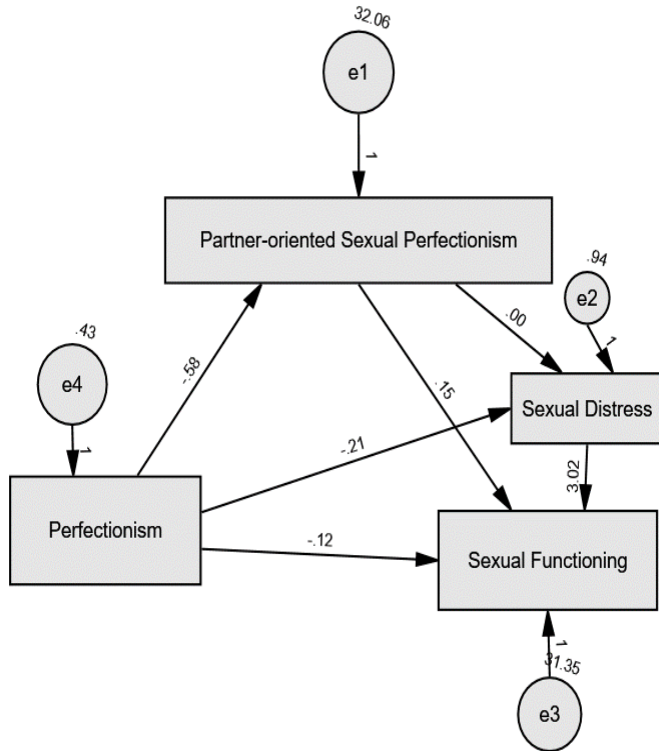 32.06
e1
1
Partner-oriented Sexual Perfectionism
.94
e2
1
.00
.43
e4
1
-.58
.15
Sexual Distress
-.21
3.02
Perfectionism
-.12
Sexual Functioning
1
31.35
e3